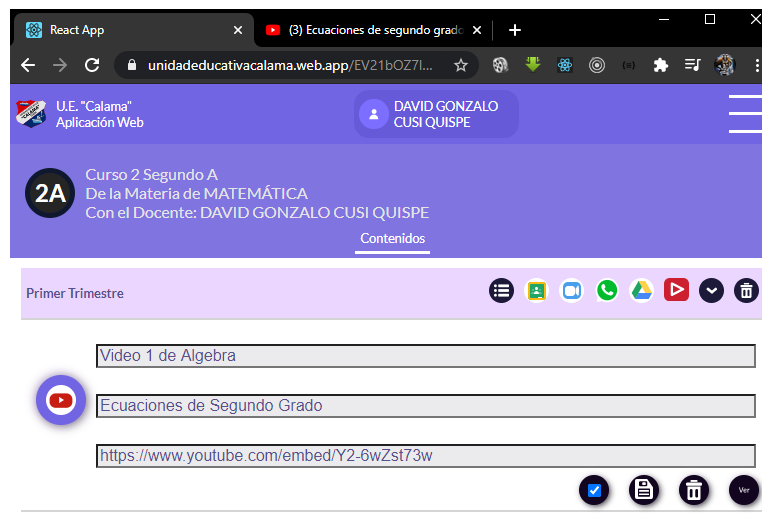 React App
(3) Ecuaciones de segundo grado
unidadeducativacalama.web.app/EV21bOZ7I...
U.E. "Calama"
Aplicación Web
DAVID GONZALO
CUSI QUISPE
2A
Curso 2 Segundo A
De la Materia de MATEMÁTICA
Con el Docente: DAVID GONZALO CUSI QUISPE
Contenidos
Primer Trimestre
Video 1 de Algebra
Ecuaciones de Segundo Grado
https://www.youtube.com/embed/Y2-6wZst73w
Ver